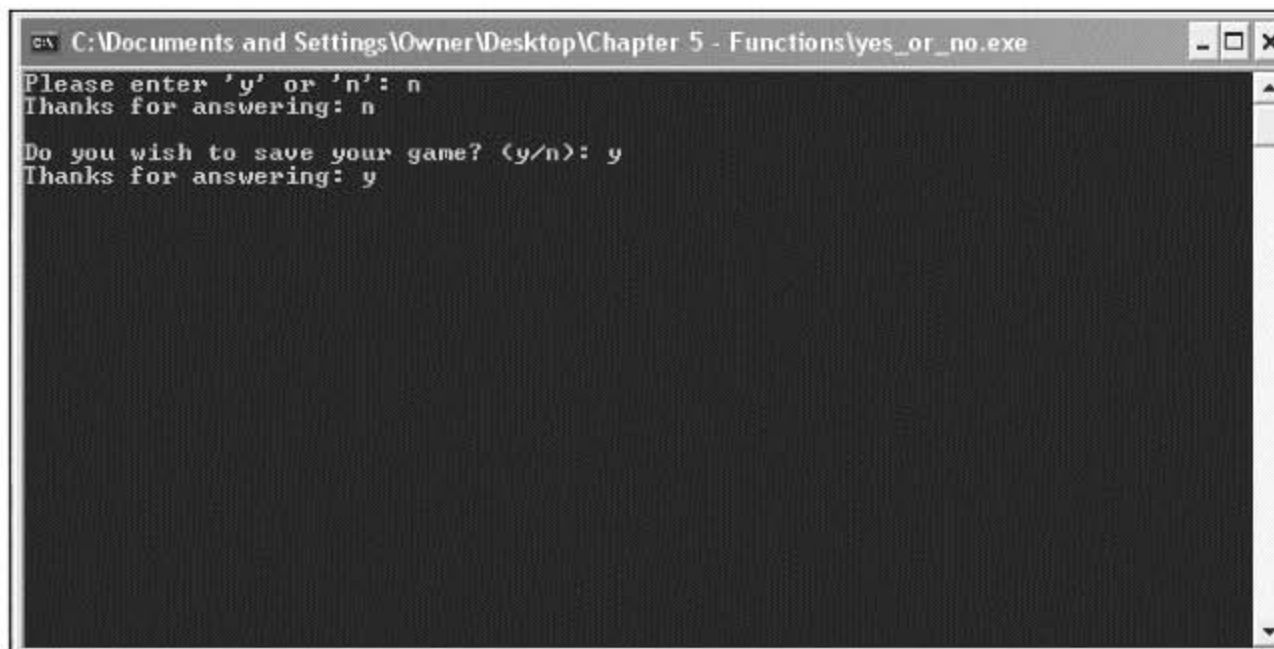 C:\Documents and Settings\Owner\Desktop\Chapter 5 - Functions\yes_or_no.exe
Please enter 'y' or 'n': n
Thanks for answering: n
Do you wish to save your game? (y/n): y
Thanks for answering: y